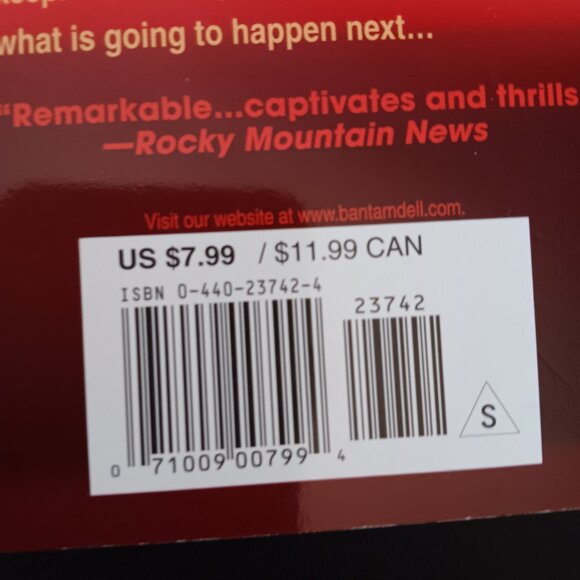 what is going to happen next...
“Remarkable...captivates and thrills
—Rocky Mountain News
Visit our website at www.bantamdell.com.
US $7.99 / $11.99 CAN
ISBN 0-440-23742-4
23742
S
0 71009 00799 4